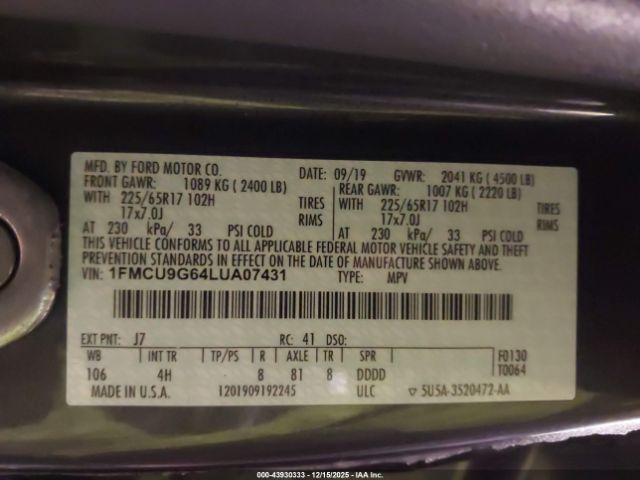 MFD. BY FORD MOTOR CO.
DATE: 09/19 GVWR: 2041 KG ( 4500 LB)
FRONT GAWR: 1089 KG ( 2400 LB) REAR GAWR: 1007 KG ( 2220 LB)
WITH 225/65R17 102H TIRES WITH 225/65R17 102H TIRES
17x7.0J RIMS 17x7.0J RIMS
AT 230 kPa/ 33 PSI COLD AT 230 kPa/ 33 PSI COLD
THIS VEHICLE CONFORMS TO ALL APPLICABLE FEDERAL MOTOR VEHICLE SAFETY AND THEFT
PREVENTION STANDARDS IN EFFECT ON THE DATE OF MANUFACTURE SHOWN ABOVE.
VIN: 1FMCU9G64LUA07431 TYPE: MPV
EXT PNT: J7 RC: 41 DSO:
WB INT TR TP/PS R AXLE TR SPR F0130
106 4H 8 81 8 DDDD T0064
MADE IN U.S.A. 1201909192245 ULC ▽ 5U5A-3520472-AA
000-43930333 - 12/15/2025 - IAA Inc.